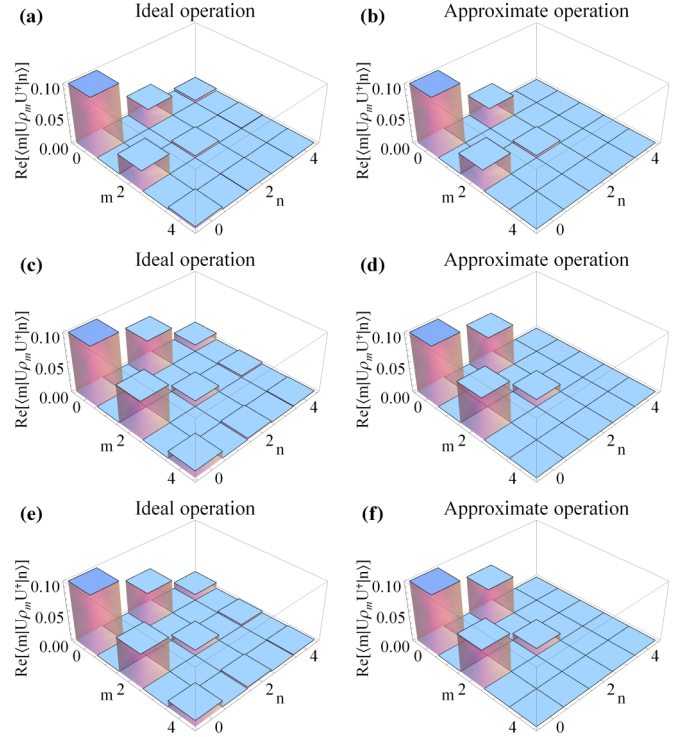 (a) Ideal operation
0.10
0.05
0.00
Re[⟨m|Uρ_m U⁺|n⟩]
0
m 2
4
0
2 n
4
(b) Approximate operation
0.10
0.05
0.00
Re[⟨m|Uρ_m U⁺|n⟩]
0
m 2
4
0
2 n
4
(c) Ideal operation
0.10
0.05
0.00
Re[⟨m|Uρ_m U⁺|n⟩]
0
m 2
4
0
2 n
4
(d) Approximate operation
0.10
0.05
0.00
Re[⟨m|Uρ_m U⁺|n⟩]
0
m 2
4
0
2 n
4
(e) Ideal operation
0.10
0.05
0.00
Re[⟨m|Uρ_m U⁺|n⟩]
0
m 2
4
0
2 n
4
(f) Approximate operation
0.10
0.05
0.00
Re[⟨m|Uρ_m U⁺|n⟩]
0
m 2
4
0
2 n
4